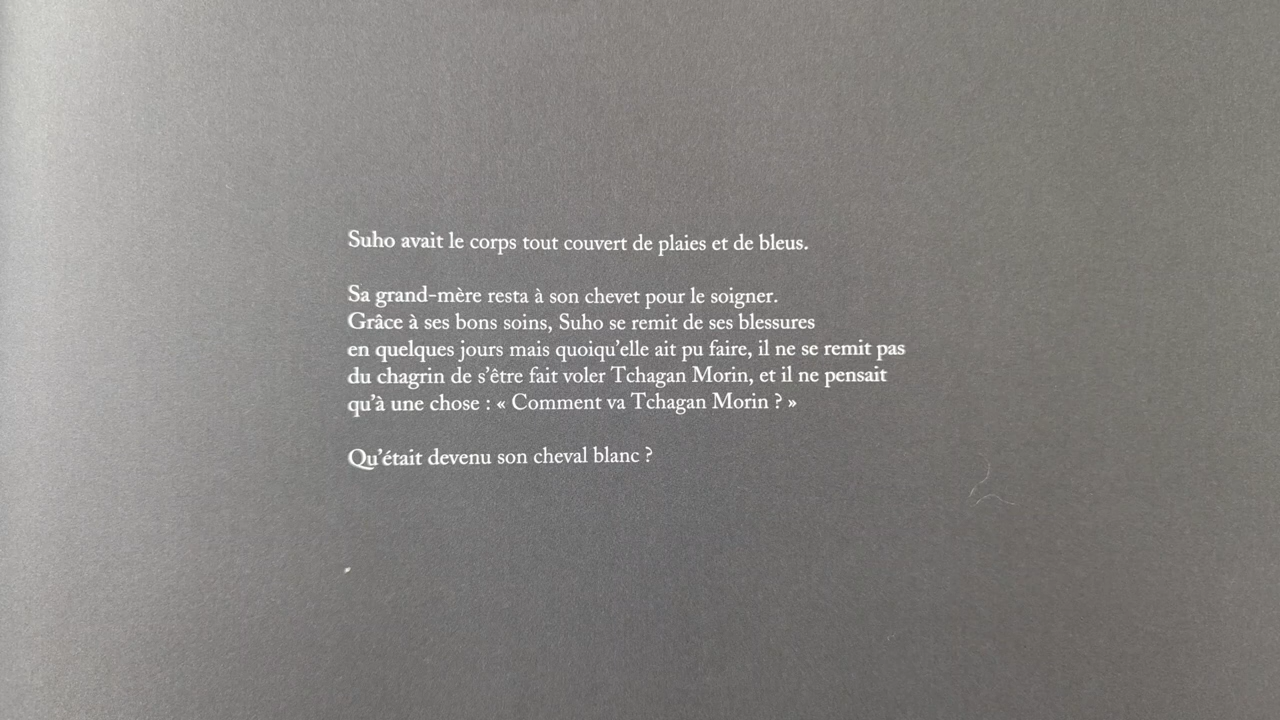 Suho avait le corps tout couvert de plaies et de bleus.
Sa grand-mère resta à son chevet pour le soigner.
Grâce à ses bons soins, Suho se remit de ses blessures
en quelques jours mais quoiqu’elle ait pu faire, il ne se remit pas
du chagrin de s’être fait voler Tchagan Morin, et il ne pensait
qu’à une chose : « Comment va Tchagan Morin ? »
Qu’était devenu son cheval blanc ?